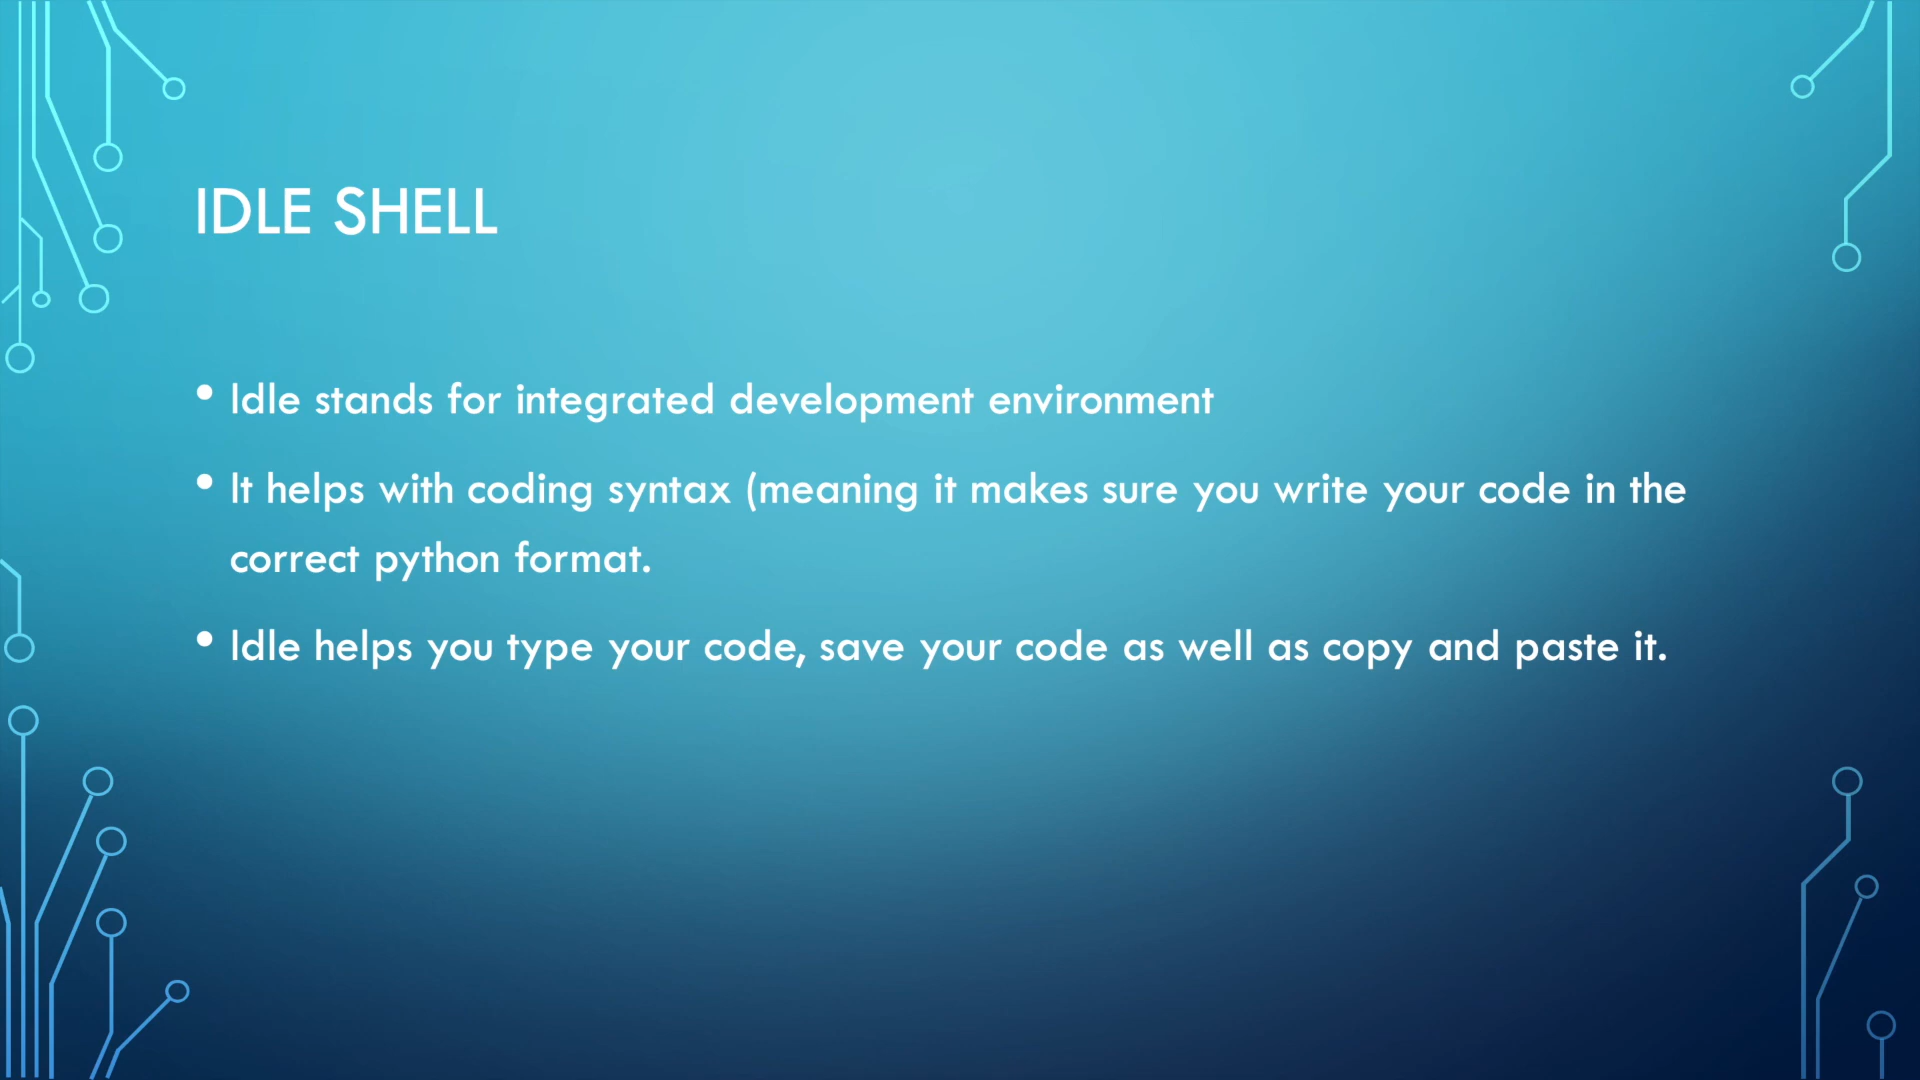 IDLE SHELL
• Idle stands for integrated development environment
• It helps with coding syntax (meaning it makes sure you write your code in the
correct python format.
• Idle helps you type your code, save your code as well as copy and paste it.